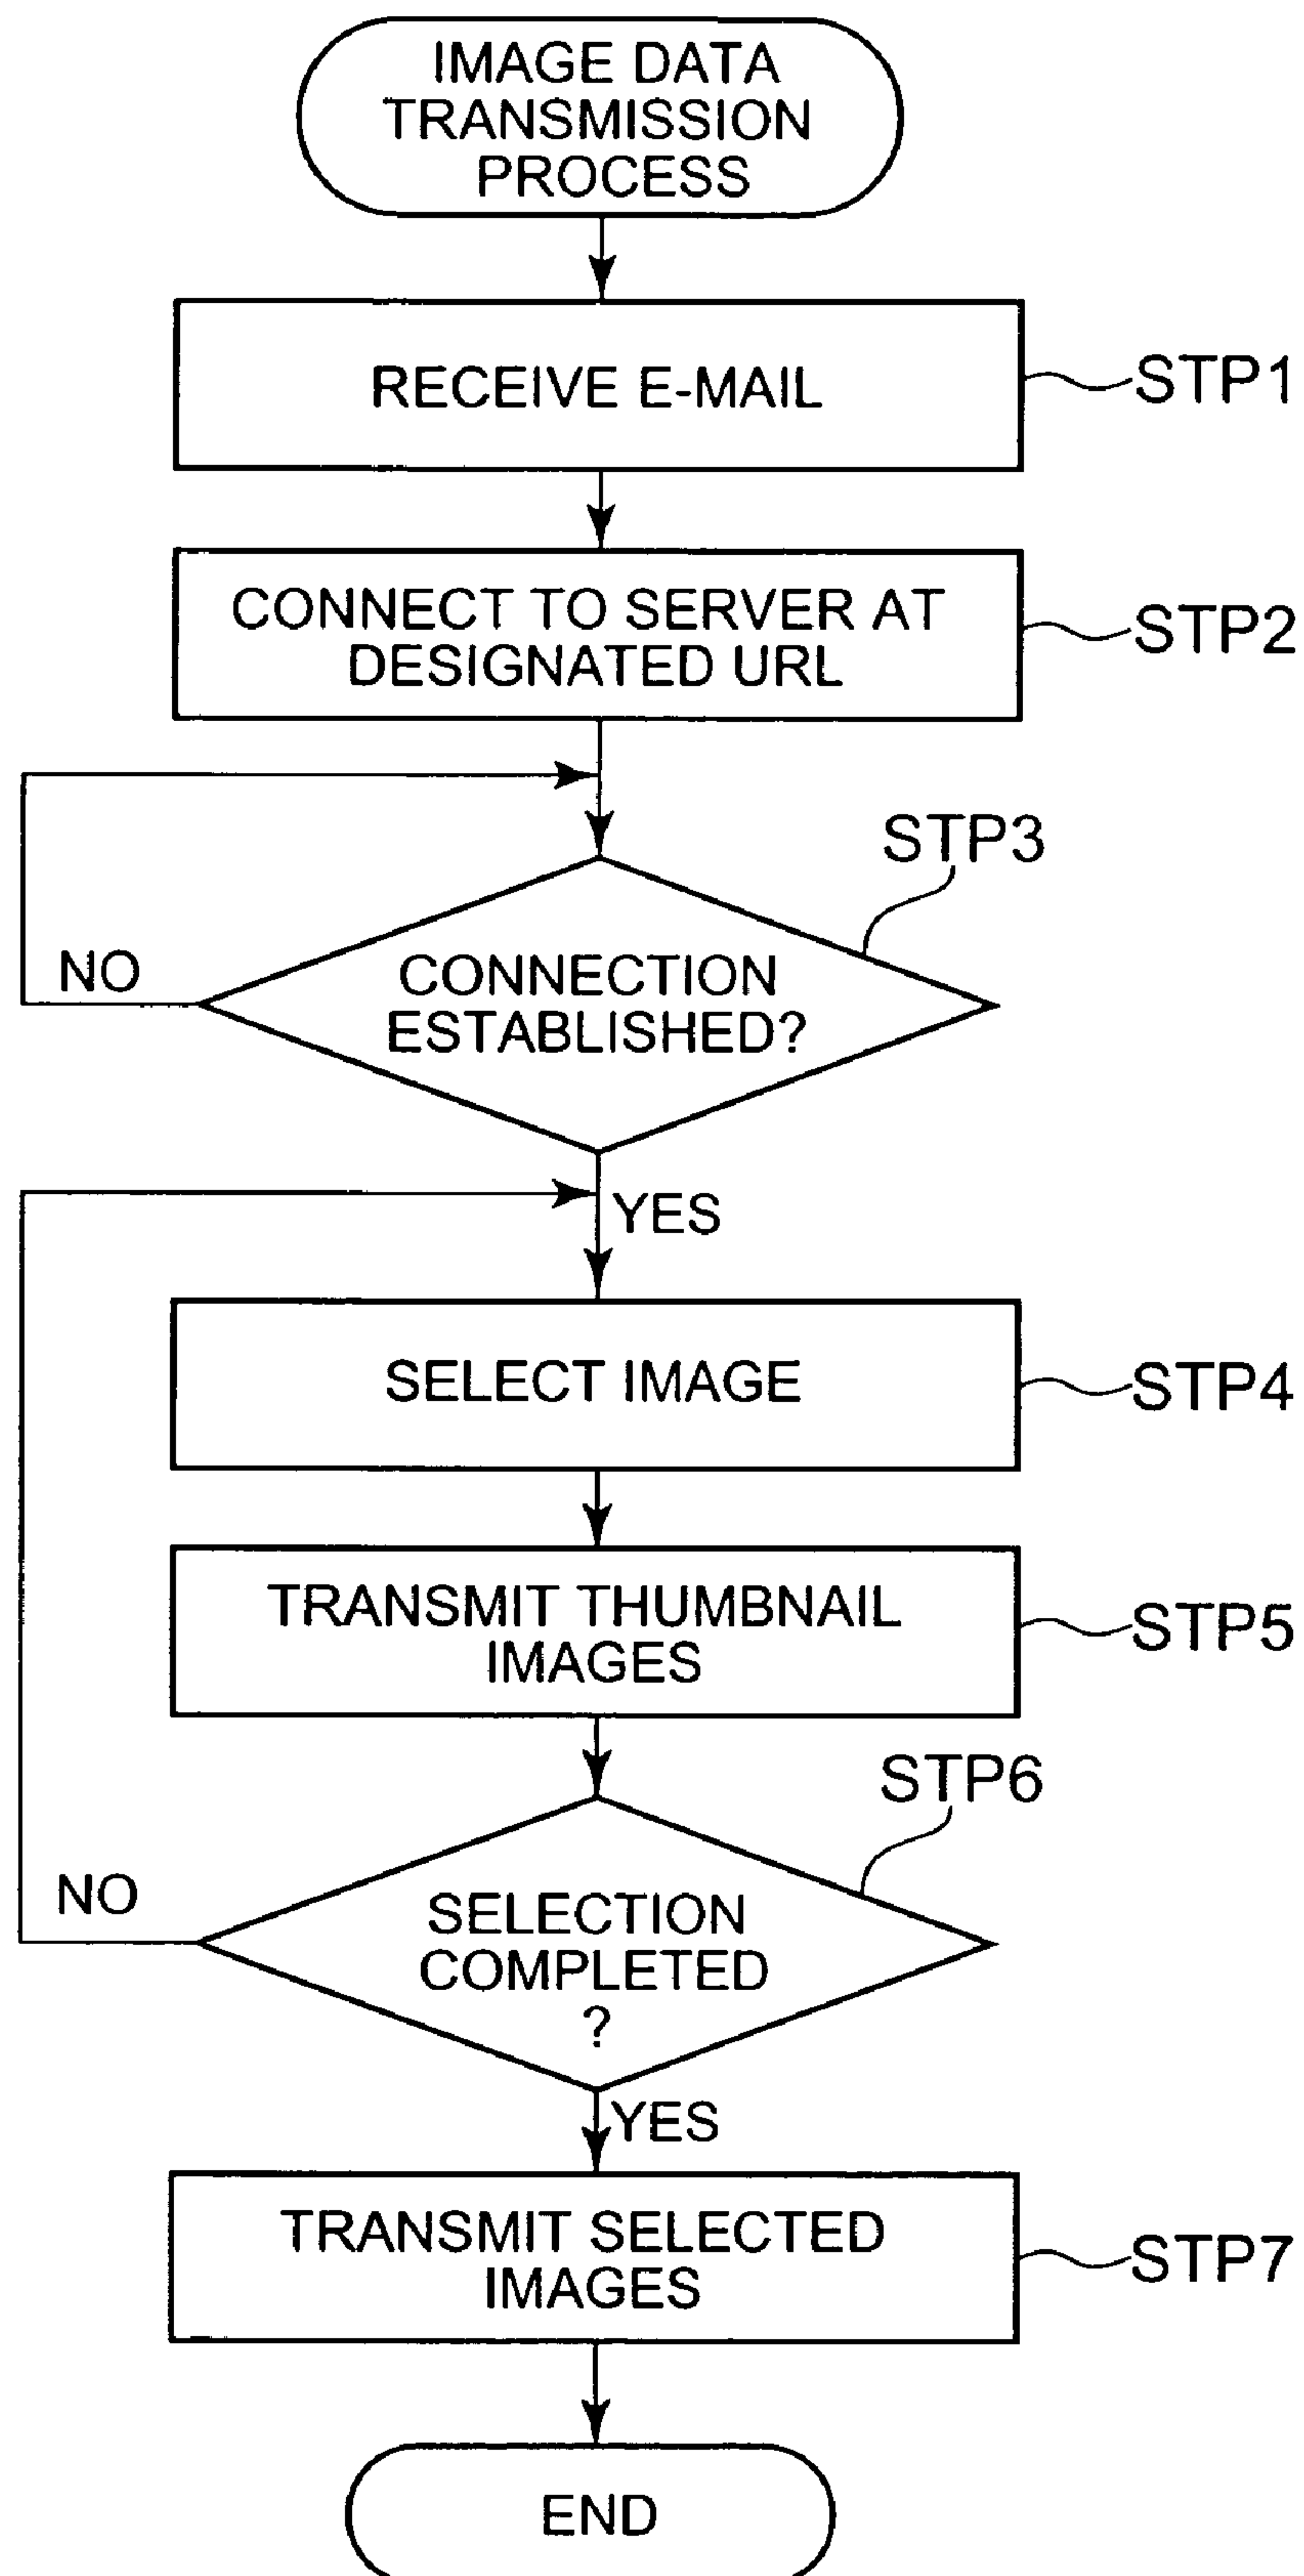 IMAGE DATA
TRANSMISSION
PROCESS
RECEIVE E-MAIL
STP1
CONNECT TO SERVER AT
DESIGNATED URL
STP2
STP3
NO
CONNECTION
ESTABLISHED?
YES
SELECT IMAGE
STP4
TRANSMIT THUMBNAIL
IMAGES
STP5
STP6
NO
SELECTION
COMPLETED
?
YES
TRANSMIT SELECTED
IMAGES
STP7
END